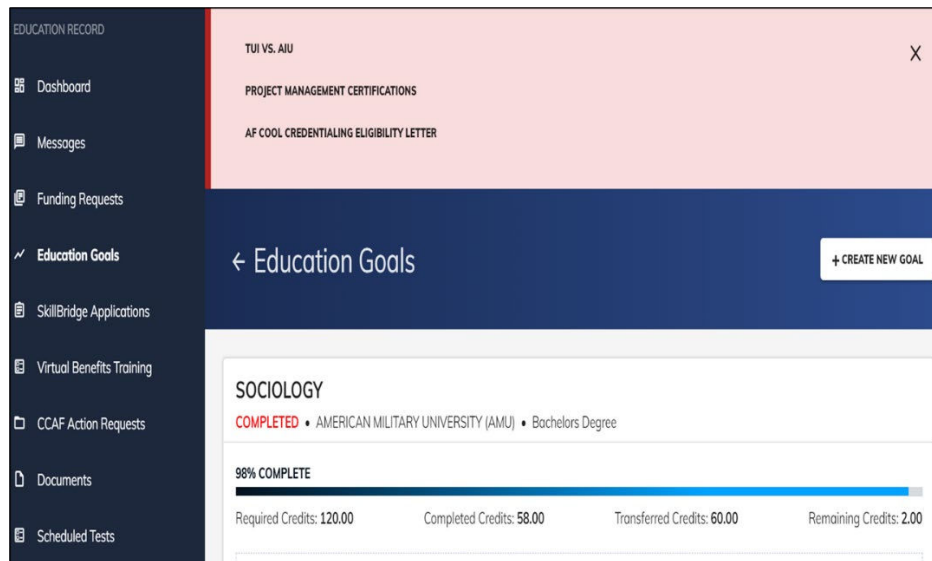 EDUCATION RECORD
Dashboard
Messages
Funding Requests
Education Goals
SkillBridge Applications
Virtual Benefits Training
CCAF Action Requests
Documents
Scheduled Tests
TUI VS. AIU
X
PROJECT MANAGEMENT CERTIFICATIONS
AF COOL CREDENTIALING ELIGIBILITY LETTER
← Education Goals
+ CREATE NEW GOAL
SOCIOLOGY
COMPLETED • AMERICAN MILITARY UNIVERSITY (AMU) • Bachelors Degree
98% COMPLETE
Required Credits: 120.00 Completed Credits: 58.00 Transferred Credits: 60.00 Remaining Credits: 2.00